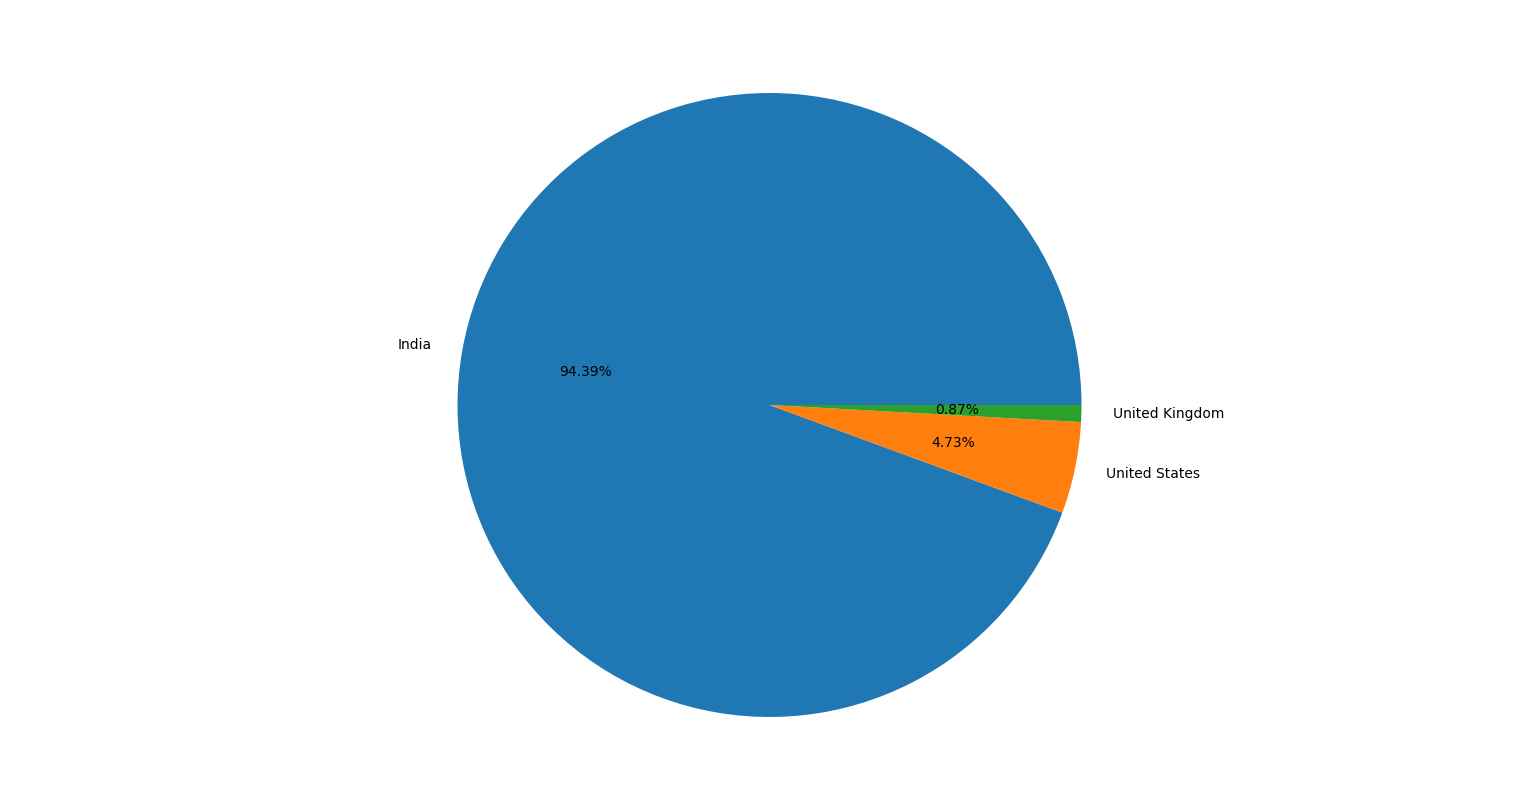 India
94.39%
0.87%
United Kingdom
4.73%
United States